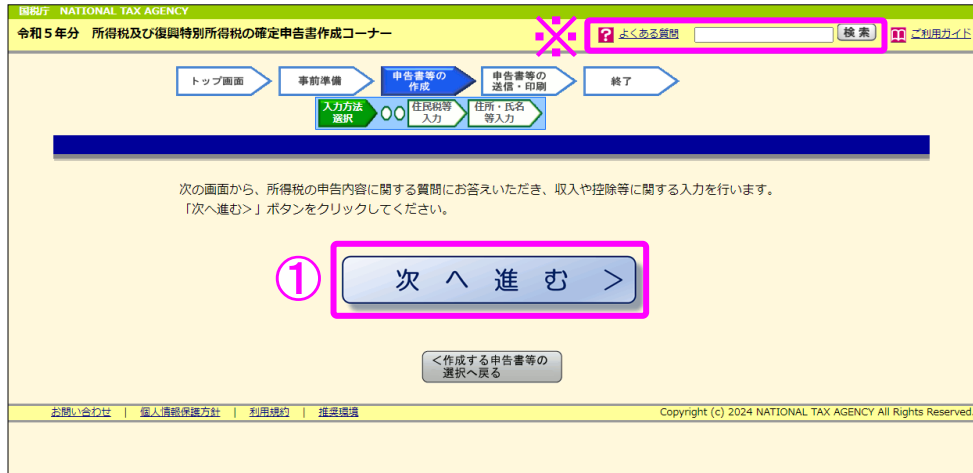 国税庁 NATIONAL TAX AGENCY
令和5年分 所得税及び復興特別所得税の確定申告書作成コーナー
※
? よくある質問
検索
ご利用ガイド
トップ画面
事前準備
申告書等の
作成
申告書等の
送信・印刷
終了
入力方法
選択
○○
住民税等
入力
住所・氏名
等入力
次の画面から、所得税の申告内容に関する質問にお答えいただき、収入や控除等に関する入力を行います。
「次へ進む>」ボタンをクリックしてください。
①
次へ進む >
<作成する申告書等の
選択へ戻る
お問い合わせ | 個人情報保護方針 | 利用規約 | 推奨環境
Copyright (c) 2024 NATIONAL TAX AGENCY All Rights Reserved.